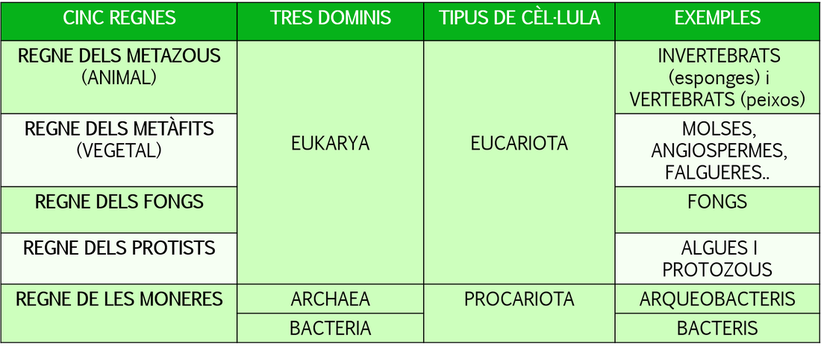 CINC REGNES
TRES DOMINIS
TIPUS DE CÈL·LULA
EXEMPLES
REGNE DELS METAZOUS
(ANIMAL)
EUKARYA
EUCARIOTA
INVERTEBRATS
(esponges) i
VERTEBRATS (peixos)
REGNE DELS METÀFITS
(VEGETAL)
MOLSES,
ANGIOSPERMES,
FALGUERES..
REGNE DELS FONGS
FONGS
REGNE DELS PROTISTS
ALGUES I
PROTOZOUS
REGNE DE LES MONERES
ARCHAEA
PROCARIOTA
ARQUEOBACTERIS
BACTERIA
BACTERIS